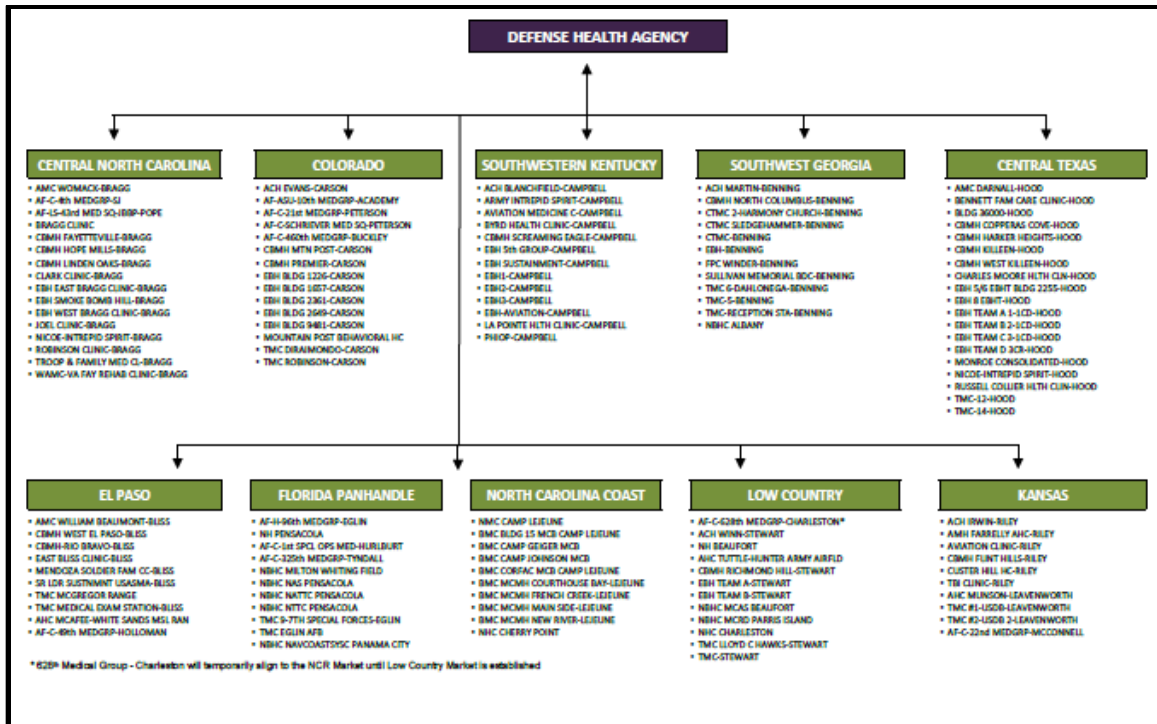 DEFENSE HEALTH AGENCY
CENTRAL NORTH CAROLINA
• AMC WOMACK-BRAGG
• AF-C-4th MEDGRP-SJ
• AF-LS-43rd MED SQ-JBBP-POPE
• BRAGG CLINIC
• CBMH FAYETTEVILLE-BRAGG
• CBMH HOPE MILLS-BRAGG
• CBMH LINDEN OAKS-BRAGG
• CLARK CLINIC-BRAGG
• EBH EAST BRAGG CLINIC-BRAGG
• EBH SMOKE BOMB HILL-BRAGG
• EBH WEST BRAGG CLINIC-BRAGG
• JOEL CLINIC-BRAGG
• NICOE-INTREPID SPIRIT-BRAGG
• ROBINSON CLINIC-BRAGG
• TROOP & FAMILY MED CL-BRAGG
• WAMC-VA FAY REHAB CLINIC-BRAGG
COLORADO
• ACH EVANS-CARSON
• AF-ASU-10th MEDGRP-ACADEMY
• AF-C-21st MEDGRP-PETERSON
• AF-C-SCHRIEVER MED SQ-PETERSON
• AF-C-460th MEDGRP-BUCKLEY
• CBMH MTN POST-CARSON
• CBMH PREMIER-CARSON
• EBH BLDG 1226-CARSON
• EBH BLDG 1657-CARSON
• EBH BLDG 2361-CARSON
• EBH BLDG 2649-CARSON
• EBH BLDG 9481-CARSON
• MOUNTAIN POST BEHAVIORAL HC
• TMC DIRAIMONDO-CARSON
• TMC ROBINSON-CARSON
SOUTHWESTERN KENTUCKY
• ACH BLANCHFIELD-CAMPBELL
• ARMY INTREPID SPIRIT-CAMPBELL
• AVIATION MEDICINE C-CAMPBELL
• BYRD HEALTH CLINIC-CAMPBELL
• CBMH SCREAMING EAGLE-CAMPBELL
• EBH 5th GROUP-CAMPBELL
• EBH SUSTAINMENT-CAMPBELL
• EBH1-CAMPBELL
• EBH2-CAMPBELL
• EBH3-CAMPBELL
• EBH-AVIATION-CAMPBELL
• LA POINTE HLTH CLINIC-CAMPBELL
• PHIOP-CAMPBELL
SOUTHWEST GEORGIA
• ACH MARTIN-BENNING
• CBMH NORTH COLUMBUS-BENNING
• CTMC 2-HARMONY CHURCH-BENNING
• CTMC SLEDGEHAMMER-BENNING
• CTMC-BENNING
• EBH-BENNING
• FPC WINDER-BENNING
• SULLIVAN MEMORIAL BDC-BENNING
• TMC 6-DAHLONEGA-BENNING
• TMC-5-BENNING
• TMC-RECEPTION STA-BENNING
• NBHC ALBANY
CENTRAL TEXAS
• AMC DARNALL-HOOD
• BENNETT FAM CARE CLINIC-HOOD
• BLDG 36000-HOOD
• CBMH COPPERAS COVE-HOOD
• CBMH HARKER HEIGHTS-HOOD
• CBMH KILLEEN-HOOD
• CBMH WEST KILLEEN-HOOD
• CHARLES MOORE HLTH CLN-HOOD
• EBH 5/6 EBHT BLDG 2255-HOOD
• EBH 8 EBHT-HOOD
• EBH TEAM A 1-1CD-HOOD
• EBH TEAM B 2-1CD-HOOD
• EBH TEAM C 3-1CD-HOOD
• EBH TEAM D 3CR-HOOD
• MONROE CONSOLIDATED-HOOD
• NICOE-INTREPID SPIRIT-HOOD
• RUSSELL COLLIER HLTH CLIN-HOOD
• TMC-12-HOOD
• TMC-14-HOOD
EL PASO
• AMC WILLIAM BEAUMONT-BLISS
• CBMH WEST EL PASO-BLISS
• CBMH-RIO BRAVO-BLISS
• EAST BLISS CLINIC-BLISS
• MENDOZA SOLDIER FAM CC-BLISS
• SR LDR SUSTNMNT USASMA-BLISS
• TMC MCGREGOR RANGE
• TMC MEDICAL EXAM STATION-BLISS
• AHC MCAFEE-WHITE SANDS MSL RAN
• AF-C-49th MEDGRP-HOLLOMAN
FLORIDA PANHANDLE
• AF-H-96th MEDGRP-EGLIN
• NH PENSACOLA
• AF-C-1st SPCL OPS MED-HURLBURT
• AF-C-325th MEDGRP-TYNDALL
• NBHC MILTON WHITING FIELD
• NBHC NAS PENSACOLA
• NBHC NATTC PENSACOLA
• NBHC NTTC PENSACOLA
• TMC 9-7TH SPECIAL FORCES-EGLIN
• TMC EGLIN AFB
• NBHC NAVCOASTSYSC PANAMA CITY
NORTH CAROLINA COAST
• NMC CAMP LEJEUNE
• BMC BLDG 15 MCB CAMP LEJEUNE
• BMC CAMP GEIGER MCB
• BMC CAMP JOHNSON MCB
• BMC CORFAC MCB CAMP LEJEUNE
• BMC MCMH COURTHOUSE BAY-LEJEUNE
• BMC MCMH FRENCH CREEK-LEJEUNE
• BMC MCMH MAIN SIDE-LEJEUNE
• BMC MCMH NEW RIVER-LEJEUNE
• NHC CHERRY POINT
LOW COUNTRY
• AF-C-628th MEDGRP-CHARLESTON*
• ACH WINN-STEWART
• NH BEAUFORT
• AHC TUTTLE-HUNTER ARMY AIRFLD
• CBMH RICHMOND HILL-STEWART
• EBH TEAM A-STEWART
• EBH TEAM B-STEWART
• NBHC MCAS BEAUFORT
• NBHC MCRD PARRIS ISLAND
• NHC CHARLESTON
• TMC LLOYD C HAWKS-STEWART
• TMC-STEWART
KANSAS
• ACH IRWIN-RILEY
• AMH FARRELLY AHC-RILEY
• AVIATION CLINIC-RILEY
• CBMH FLINT HILLS-RILEY
• CUSTER HILL HC-RILEY
• TBI CLINIC-RILEY
• AHC MUNSON-LEAVENWORTH
• TMC #1-USDB-LEAVENWORTH
• TMC #2-USDB 2-LEAVENWORTH
• AF-C-22nd MEDGRP-MCCONNELL
* 628th Medical Group - Charleston will temporarily align to the NCR Market until Low Country Market is established